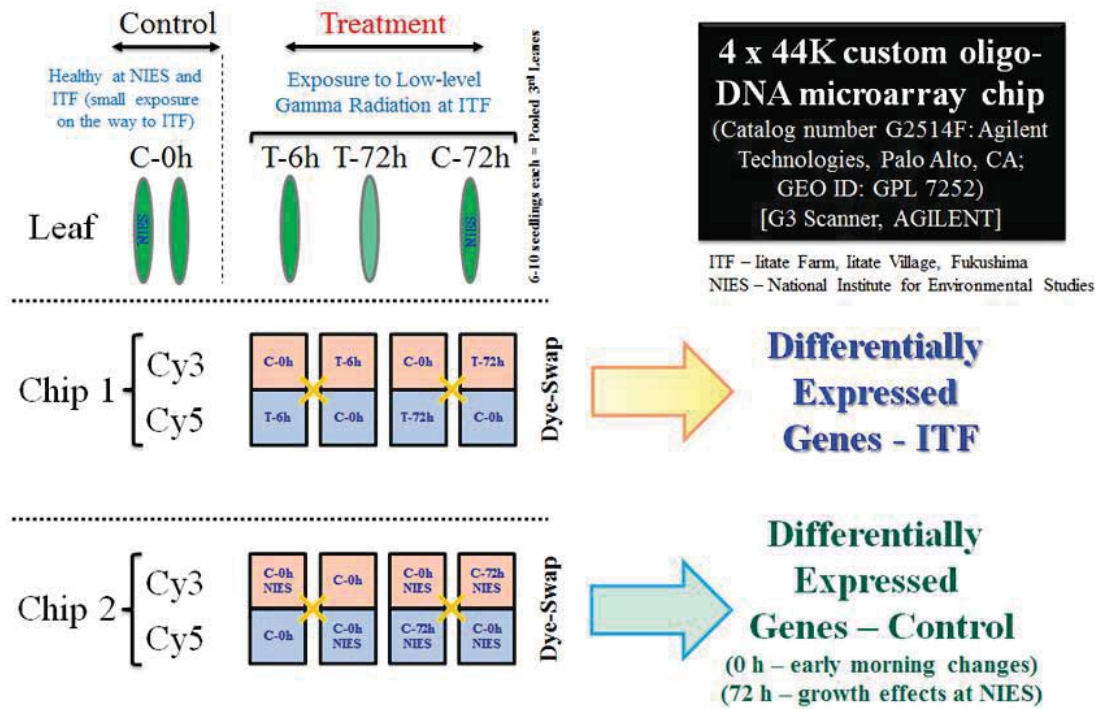 Control
Healthy at NIES and
ITF (small exposure
on the way to ITF)
C-0h
Treatment
Exposure to Low-level
Gamma Radiation at ITF
T-6h T-72h C-72h
6-10 seedlings each = Pooled 3rd Leaves
Leaf
NIES
NIES
4 x 44K custom oligo-
DNA microarray chip
(Catalog number G2514F: Agilent
Technologies, Palo Alto, CA;
GEO ID: GPL 7252)
[G3 Scanner, AGILENT]
ITF – Iitate Farm, Iitate Village, Fukushima
NIES – National Institute for Environmental Studies
Chip 1
Cy3
Cy5
C-0h T-6h C-0h T-72h
T-6h C-0h T-72h C-0h
Dye-Swap
Differentially
Expressed
Genes - ITF
Chip 2
Cy3
Cy5
C-0h NIES C-0h C-0h NIES C-72h NIES
C-0h C-0h NIES C-72h NIES C-0h NIES
Dye-Swap
Differentially
Expressed
Genes – Control
(0 h – early morning changes)
(72 h – growth effects at NIES)